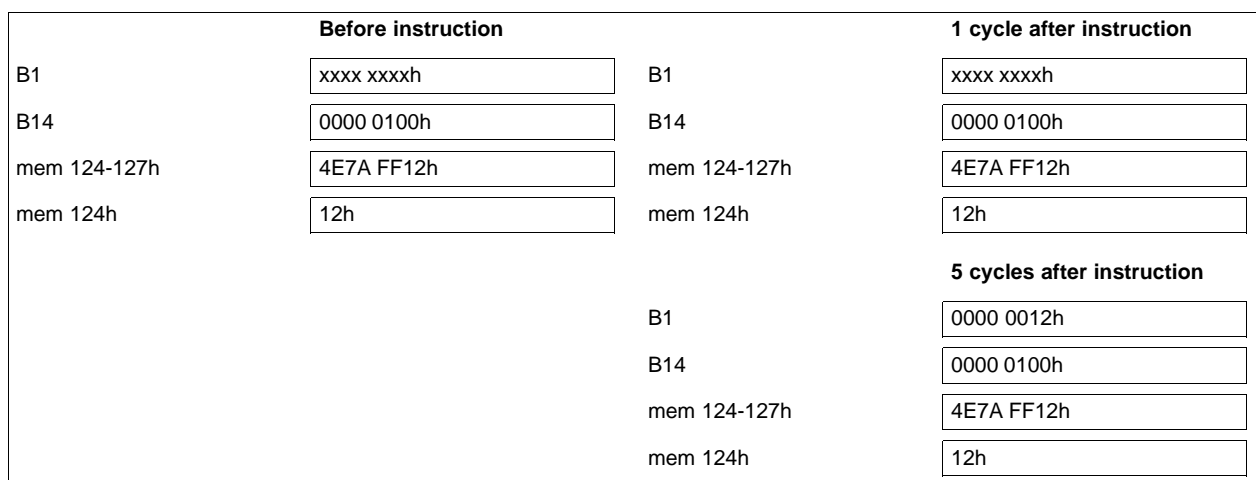 Before instruction 1 cycle after instruction
B1 xxxx xxxxh B1 xxxx xxxxh
B14 0000 0100h B14 0000 0100h
mem 124-127h 4E7A FF12h mem 124-127h 4E7A FF12h
mem 124h 12h mem 124h 12h
5 cycles after instruction
B1 0000 0012h
B14 0000 0100h
mem 124-127h 4E7A FF12h
mem 124h 12h